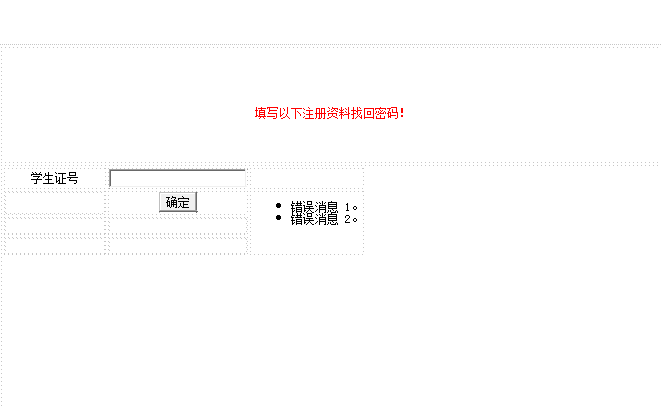 填写以下注册资料找回密码!
学生证号
确定
错误消息 1。
错误消息 2。